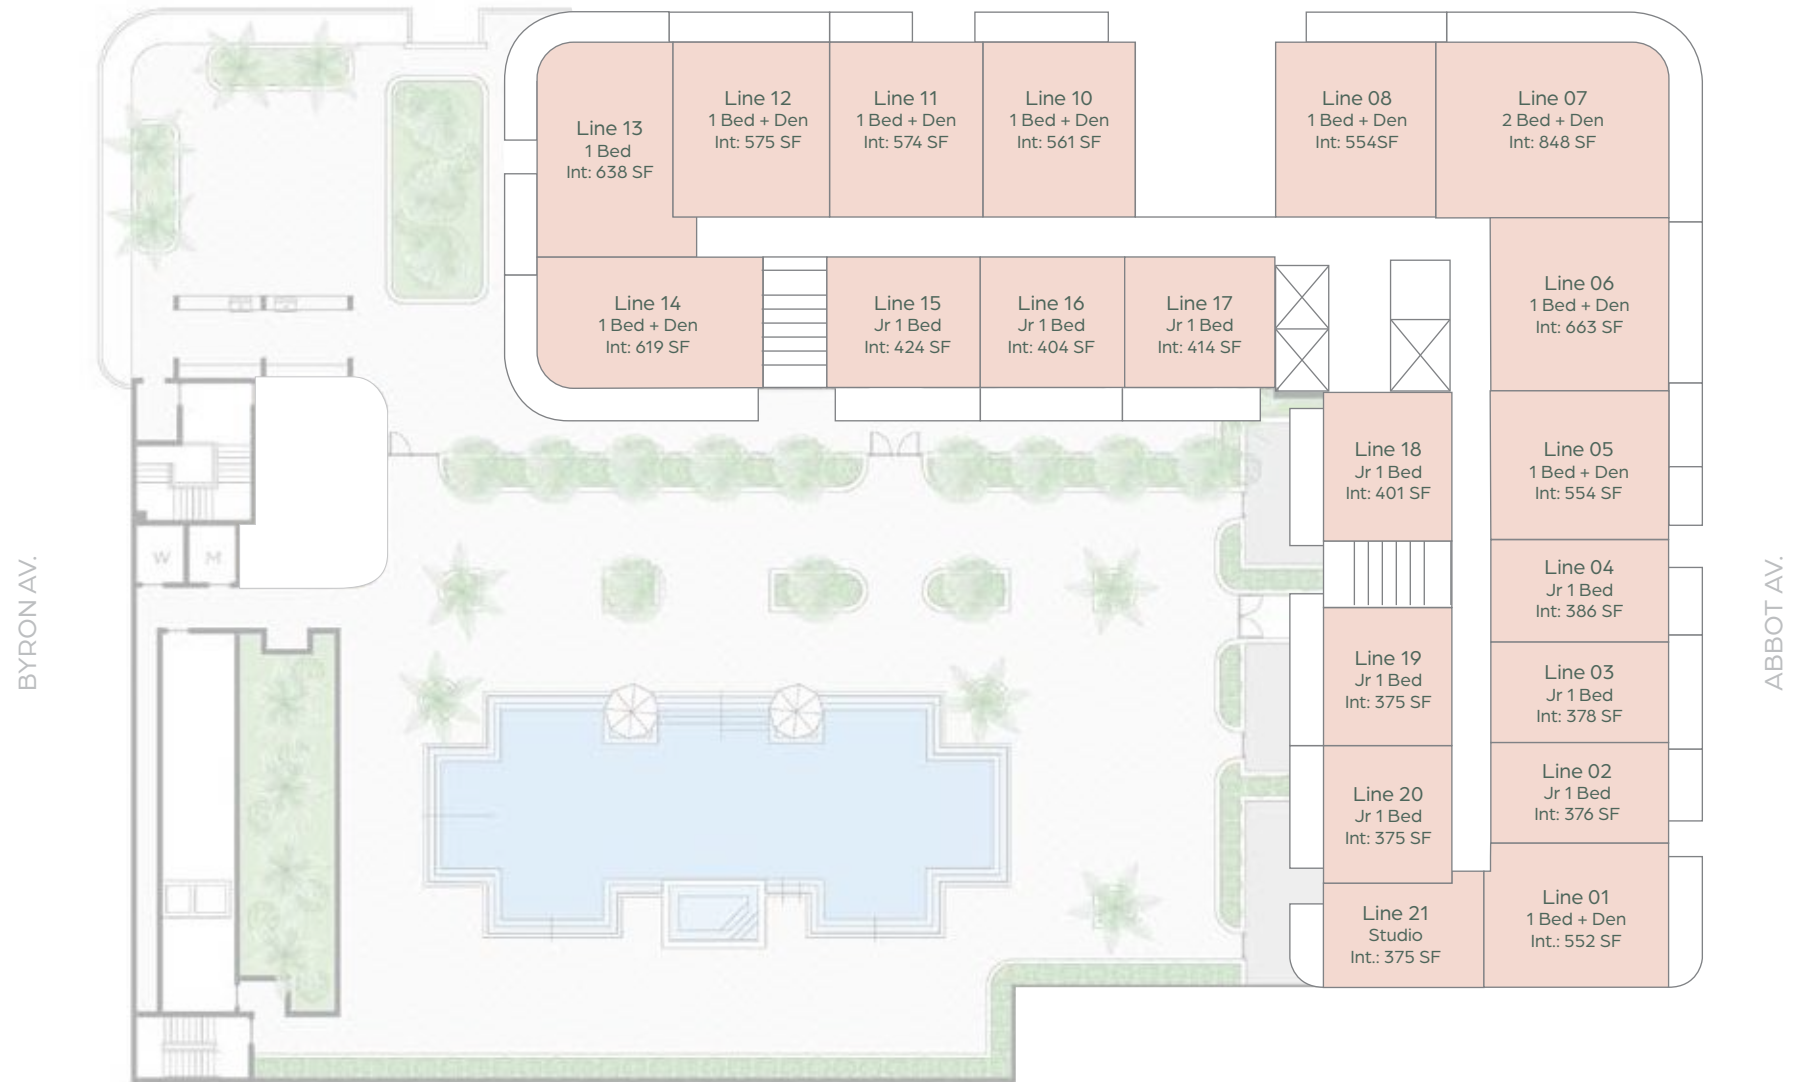 Line 13
1 Bed
Int: 638 SF
Line 12
1 Bed + Den
Int: 575 SF
Line 11
1 Bed + Den
Int: 574 SF
Line 10
1 Bed + Den
Int: 561 SF
Line 08
1 Bed + Den
Int: 554SF
Line 07
2 Bed + Den
Int: 848 SF
Line 14
1 Bed + Den
Int: 619 SF
Line 15
Jr 1 Bed
Int: 424 SF
Line 16
Jr 1 Bed
Int: 404 SF
Line 17
Jr 1 Bed
Int: 414 SF
Line 06
1 Bed + Den
Int: 663 SF
Line 18
Jr 1 Bed
Int: 401 SF
Line 05
1 Bed + Den
Int: 554 SF
Line 04
Jr 1 Bed
Int: 386 SF
Line 19
Jr 1 Bed
Int: 375 SF
Line 03
Jr 1 Bed
Int: 378 SF
Line 20
Jr 1 Bed
Int: 375 SF
Line 02
Jr 1 Bed
Int: 376 SF
Line 21
Studio
Int.: 375 SF
Line 01
1 Bed + Den
Int.: 552 SF
W
M
BYRON AV.
ABBOT AV.